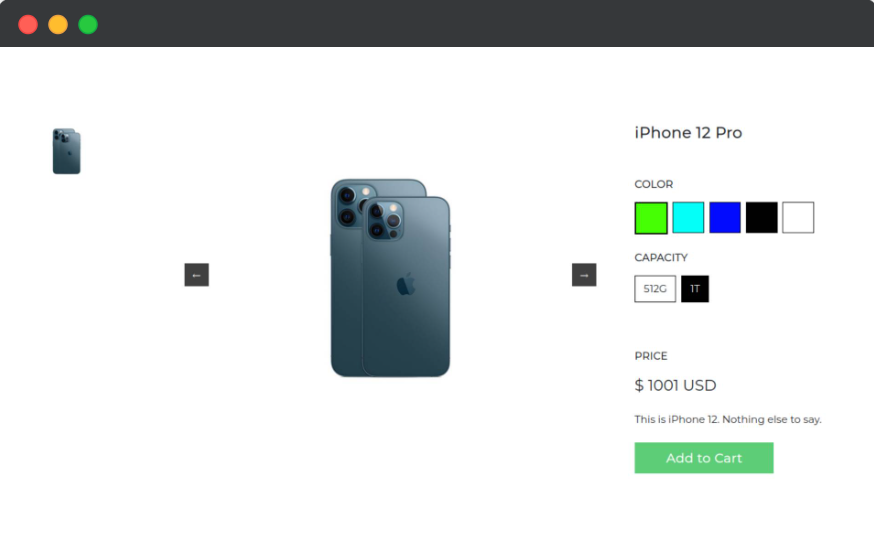 iPhone 12 Pro
COLOR
CAPACITY
512G 1T
← →
PRICE
$ 1001 USD
This is iPhone 12. Nothing else to say.
Add to Cart